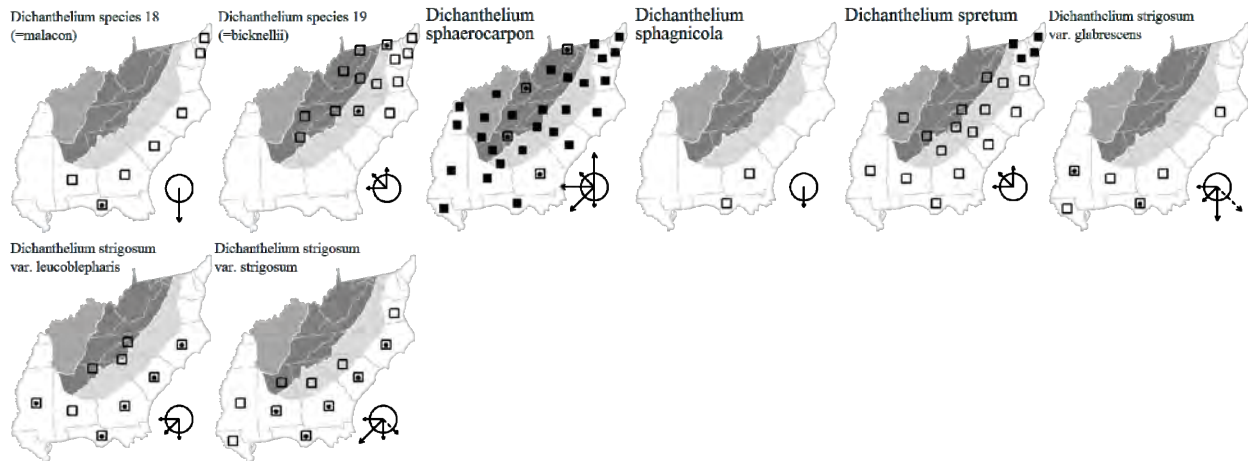 Dichanthelium species 18
(=malacon)
Dichanthelium species 19
(=bicknellii)
Dichanthelium
sphaerocarpon
Dichanthelium
sphagnicola
Dichanthelium spretum
Dichanthelium strigosum
var. glabrescens
Dichanthelium strigosum
var. leucoblepharis
Dichanthelium strigosum
var. strigosum